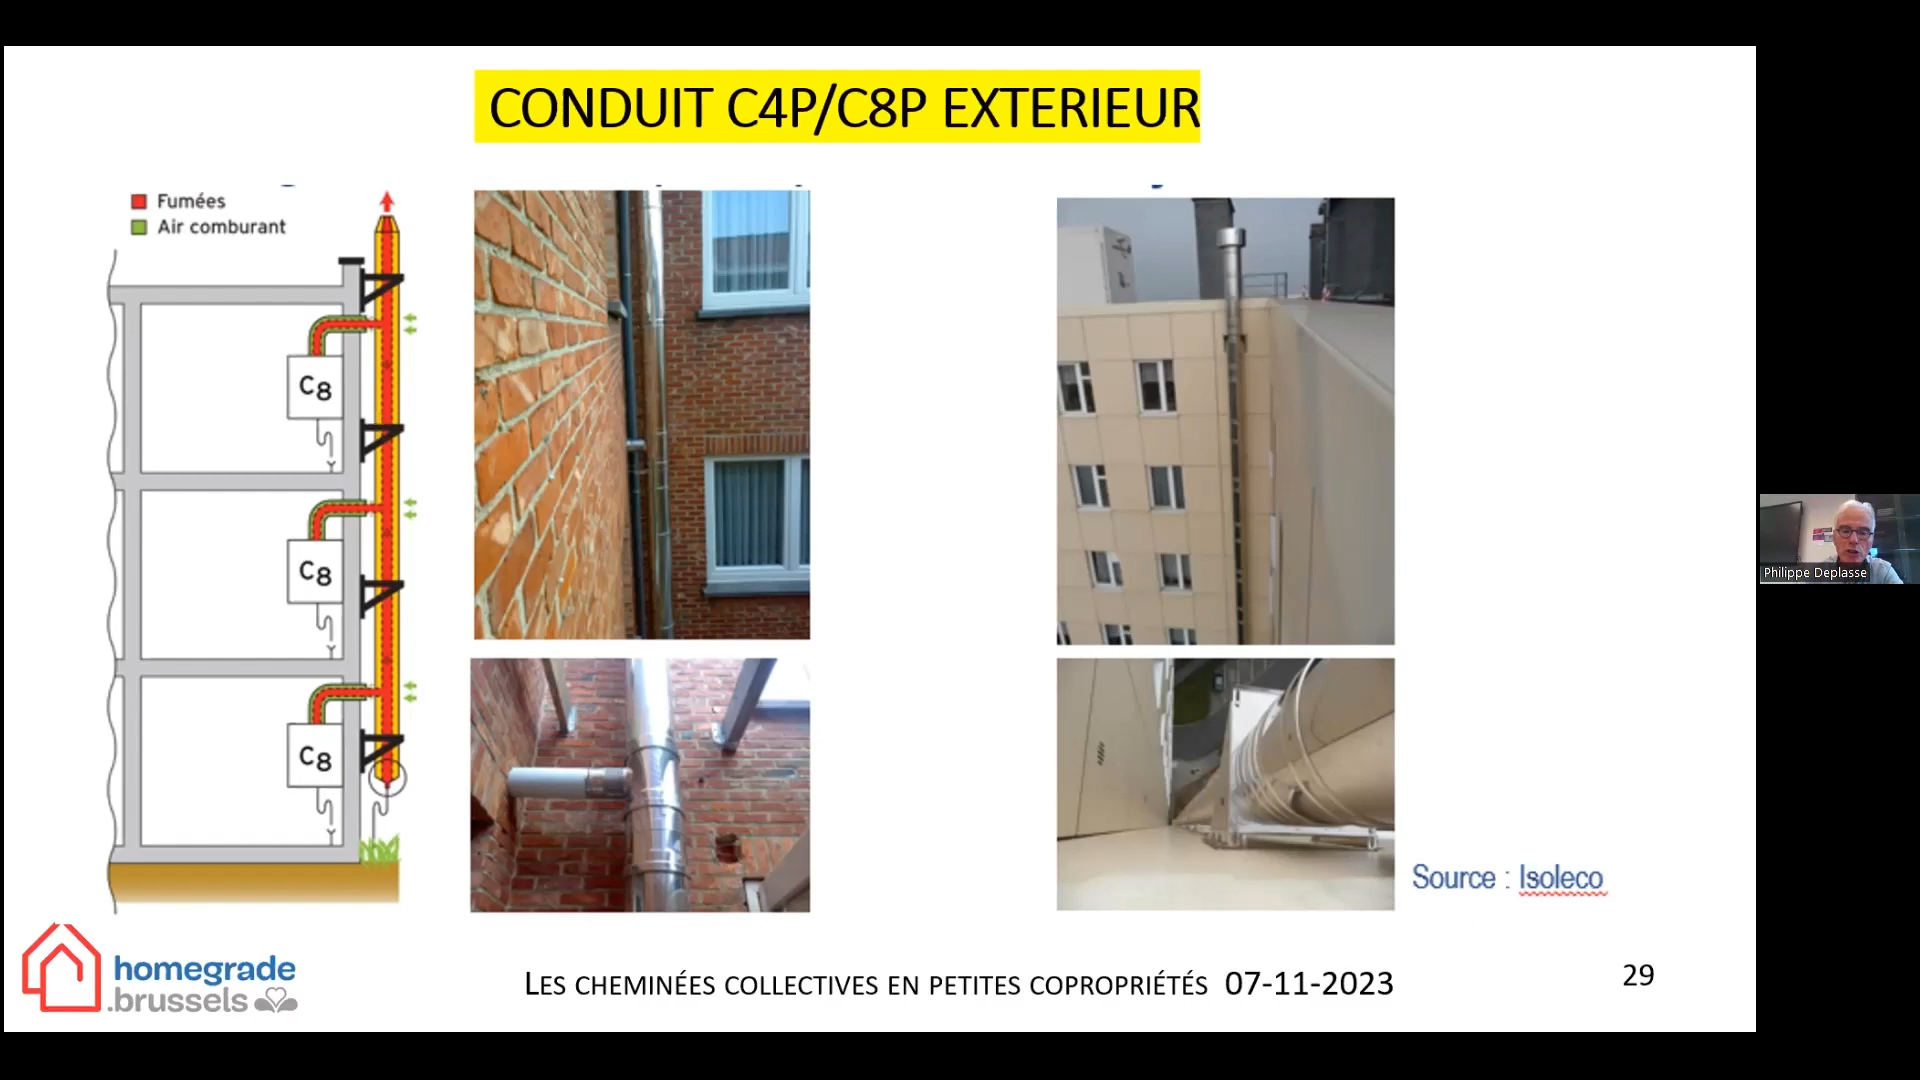 CONDUIT C4P/C8P EXTERIEUR
Fumées
Air comburant
C8
C8
C8
Source : Isoleco
homegrade
.brussels
LES CHEMINÉES COLLECTIVES EN PETITES COPROPRIÉTÉS 07-11-2023
29
Philippe Deplasse